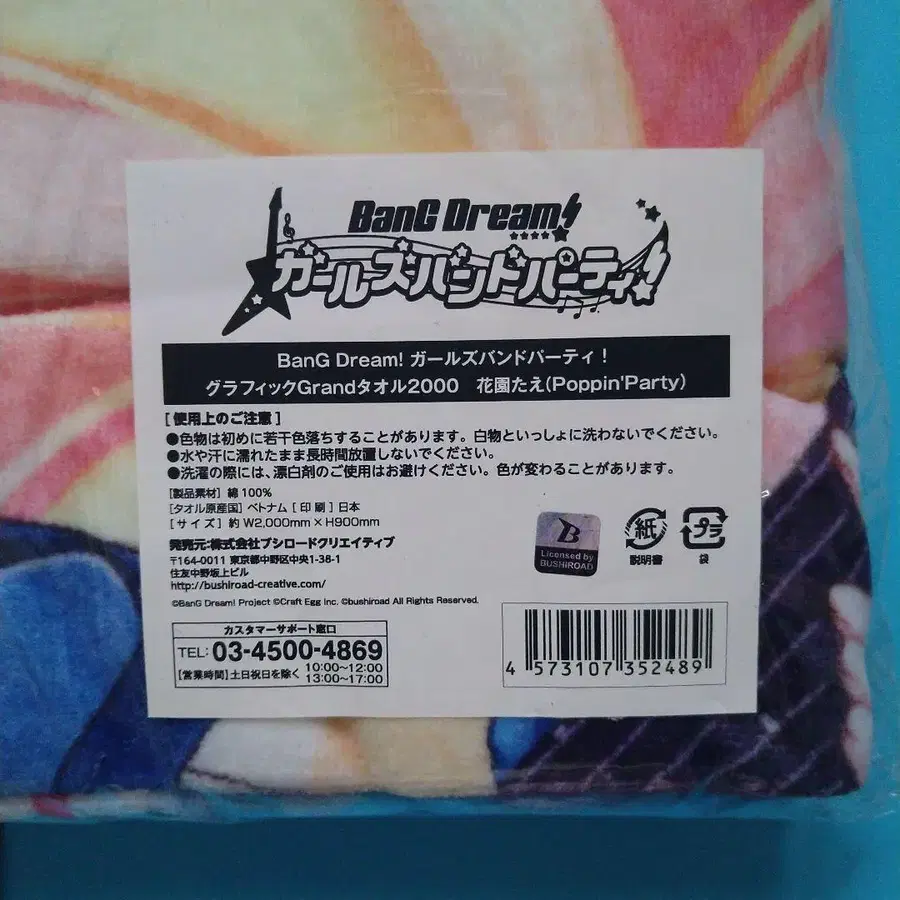 BanG Dream!
ガールズバンドパーティ!
BanG Dream! ガールズバンドパーティ!
グラフィックGrandタオル2000 花園たえ(Poppin'Party)
[使用上のご注意]
●色物は初めに若干色落ちすることがあります。白物といっしょに洗わないでください。
●水や汗に濡れたまま長時間放置しないでください。
●洗濯の際には、漂白剤のご使用はお避けください。色が変わることがあります。
[製品素材] 綿100%
[タオル原産国] ベトナム [印刷] 日本
[サイズ] 約 W2,000mm×H900mm
発売元・株式会社ブシロードクリエイティブ
〒164-0011 東京都中野区中央1-38-1
住友中野坂上ビル
http://bushiroad-creative.com/
©BanG Dream! Project ©Craft Egg Inc. ©bushiroad All Rights Reserved.
カスタマーサポート窓口
TEL: 03-4500-4869
[営業時間] 土日祝日を除く 10:00~12:00
13:00~17:00
B
Licensed by
BUSHIROAD
紙
説明書
プラ
袋
4 573107 352489